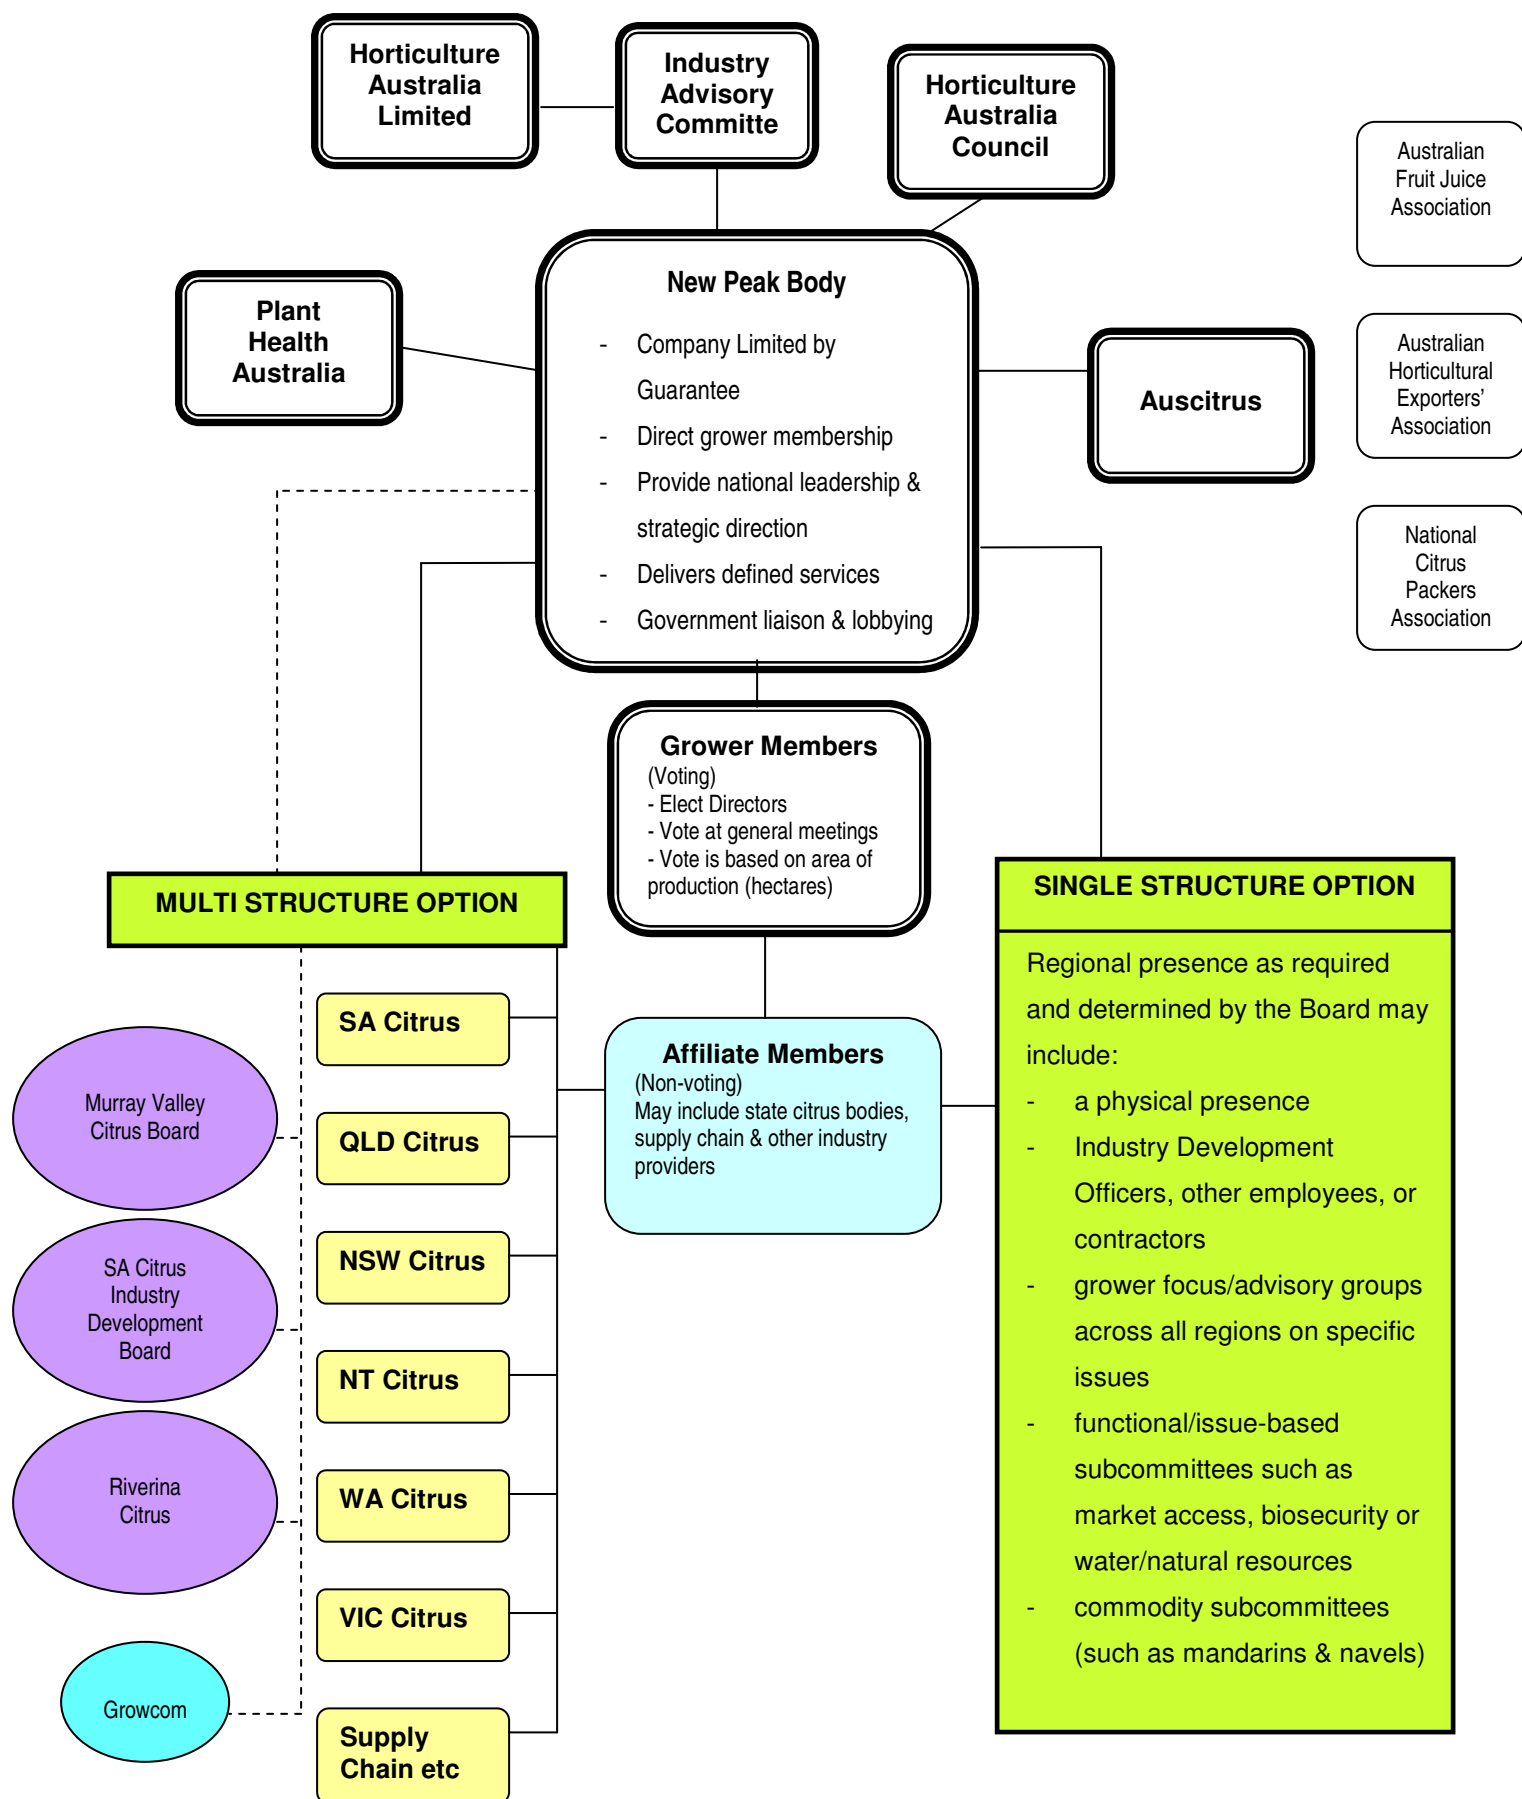 Horticulture
Australia
Limited
Industry
Advisory
Committe
Horticulture
Australia
Council
Australian
Fruit Juice
Association
Plant
Health
Australia
New Peak Body
- Company Limited by
Guarantee
- Direct grower membership
- Provide national leadership &
strategic direction
- Delivers defined services
- Government liaison & lobbying
Auscitrus
Australian
Horticultural
Exporters'
Association
National
Citrus
Packers
Association
Grower Members
(Voting)
- Elect Directors
- Vote at general meetings
- Vote is based on area of
production (hectares)
MULTI STRUCTURE OPTION
Murray Valley
Citrus Board
SA Citrus
Industry
Development
Board
Riverina
Citrus
Growcom
SA Citrus
QLD Citrus
NSW Citrus
NT Citrus
WA Citrus
VIC Citrus
Supply
Chain etc
Affiliate Members
(Non-voting)
May include state citrus bodies,
supply chain & other industry
providers
SINGLE STRUCTURE OPTION
Regional presence as required
and determined by the Board may
include:
- a physical presence
- Industry Development
Officers, other employees, or
contractors
- grower focus/advisory groups
across all regions on specific
issues
- functional/issue-based
subcommittees such as
market access, biosecurity or
water/natural resources
- commodity subcommittees
(such as mandarins & navels)